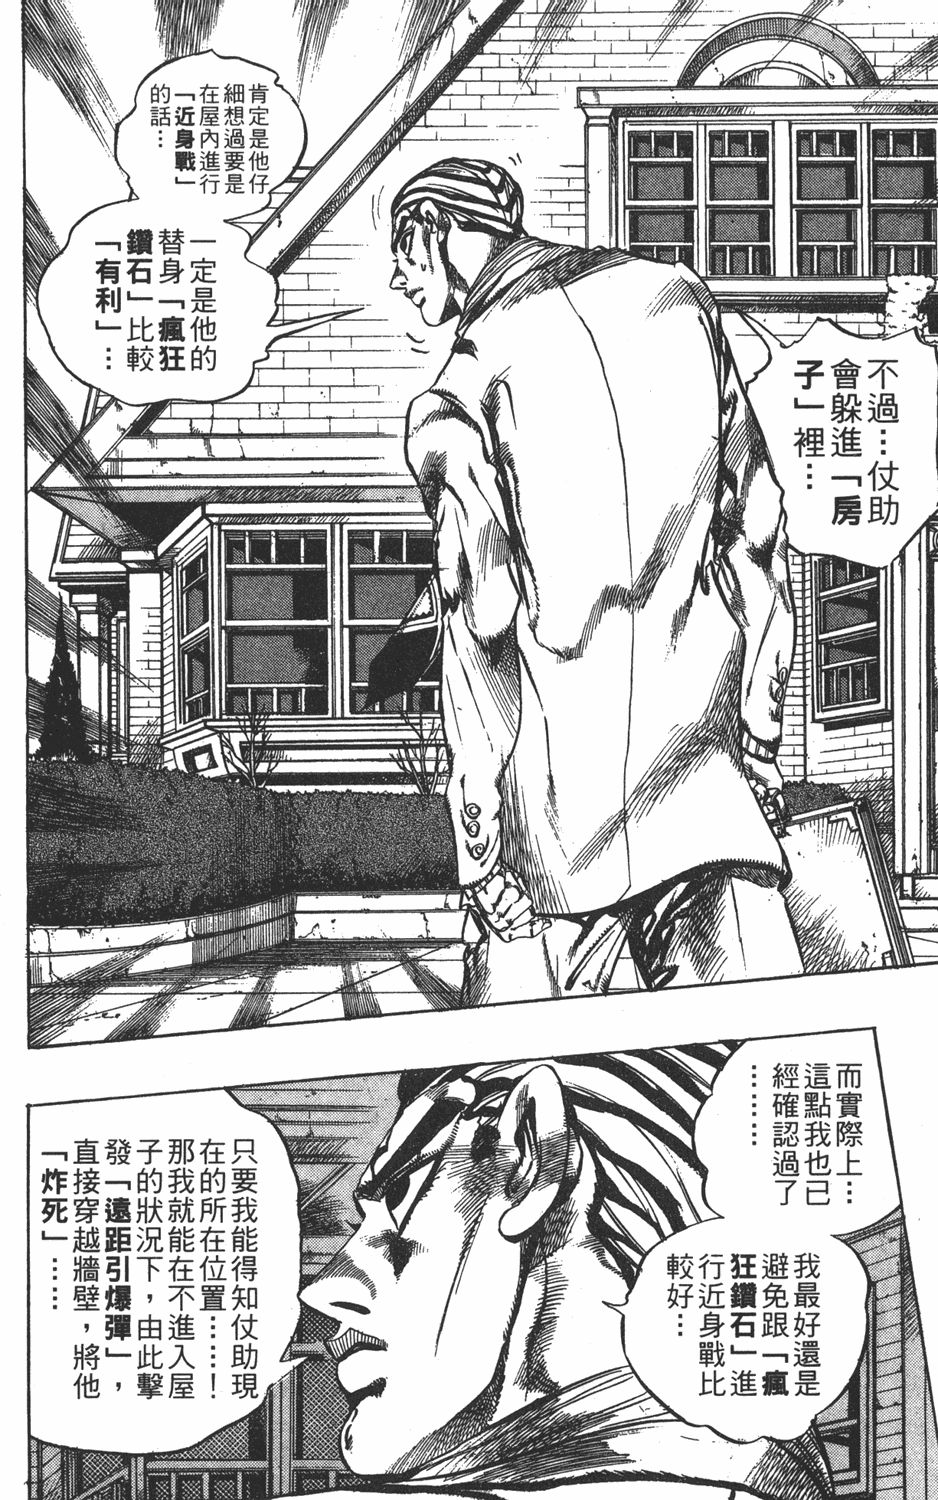 不過…仗助
會躲進「房
子」裡…
肯定是他仔
細想過要是
在屋內進行
「近身戰」
的話…
一定是他的
替身「瘋狂
鑽石」比較
「有利」…
而實際上…
這點我也已
經確認過了
………
我最好還是
避免跟「瘋
狂鑽石」進
行近身戰比
較好…
只要我能得知仗助現
在的所在位置……！
那我就能在不進入屋
子的狀況下，由此擊
發「遠距引爆彈」，
直接穿越牆壁，將他
「炸死」……